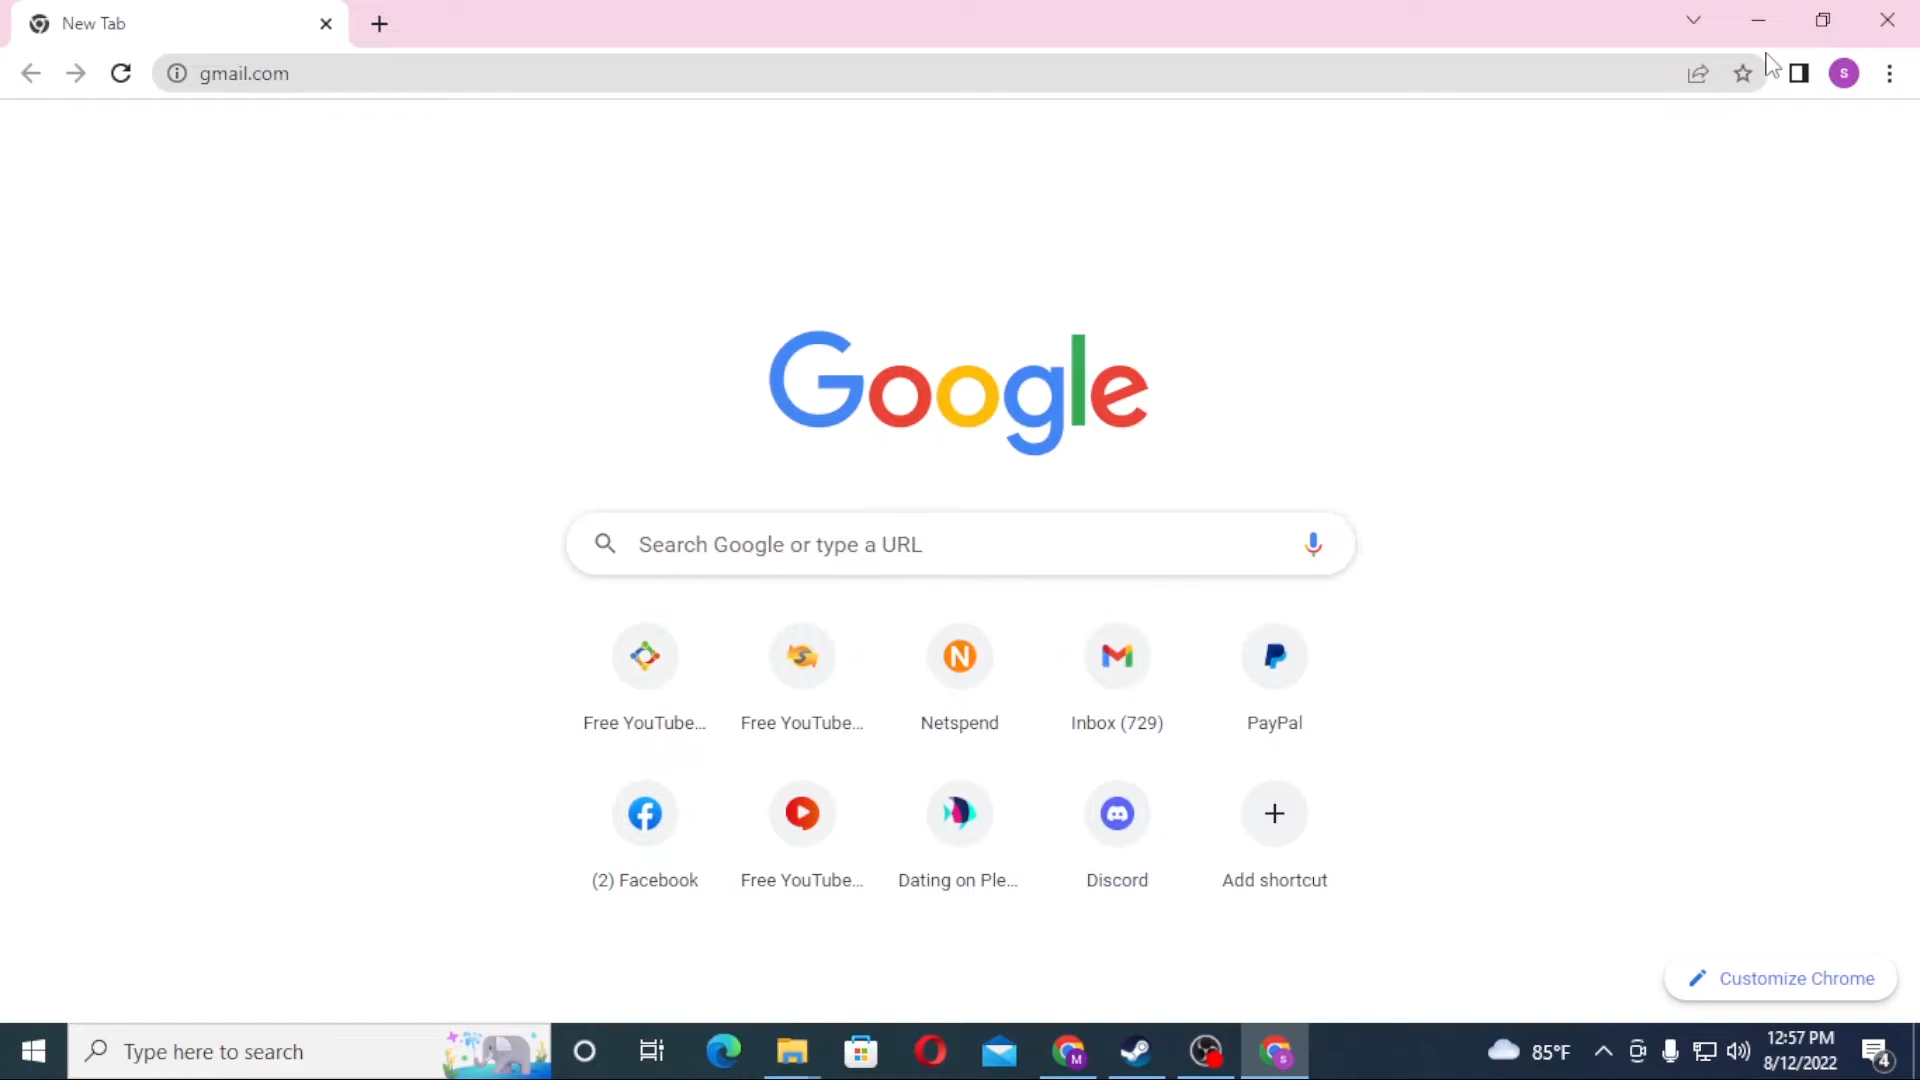 New Tab
gmail.com
S
Google
Search Google or type a URL
Free YouTube...
Free YouTube...
Netspend
Inbox (729)
PayPal
(2) Facebook
Free YouTube...
Dating on Ple...
Discord
Add shortcut
Customize Chrome
Type here to search
M
S
85°F
12:57 PM
8/12/2022
4